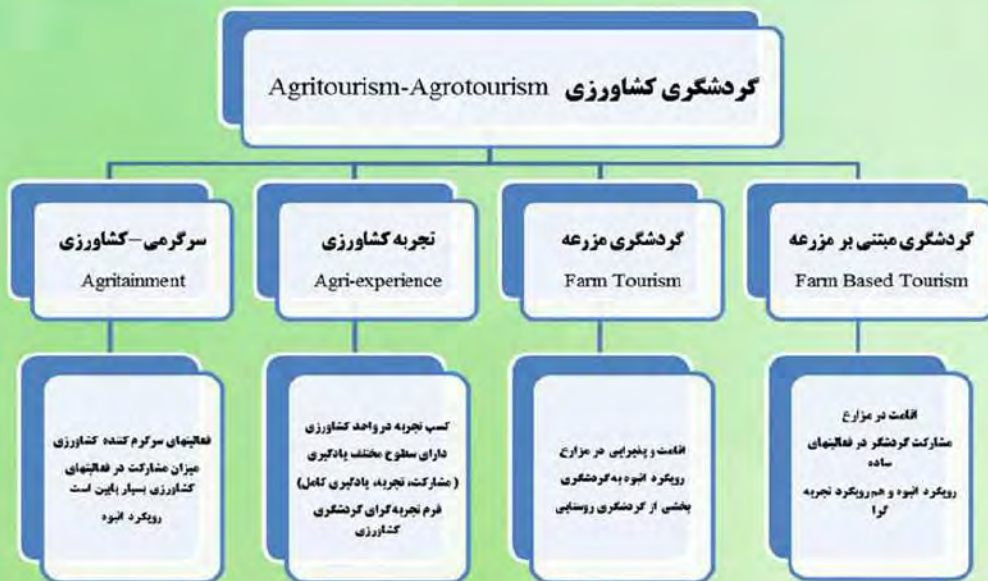 گردشگری کشاورزی Agritourism-Agrotourism
گردشگری مبتنی بر مزرعه
Farm Based Tourism
گردشگری مزرعه
Farm Tourism
تجربه کشاورزی
Agri-experience
سرگرمی–کشاورزی
Agritainment
اقامت در مزارع
مشارکت گردشگر در فعالیتهای
ساده
رویکرد انبوه و هم رویکرد تجربه
گرا
اقامت و پذیرایی در مزارع
رویکرد انبوه به گردشگری
بخشی از گردشگری روستایی
کسب تجربه در واحد کشاورزی
دارای سطوح مختلف یادگیری
(مشارکت، تجربه، یادگیری کامل)
فرم تجربه گرای گردشگری
کشاورزی
فعالیتهای سرگرم کننده کشاورزی
میزان مشارکت در فعالیتهای
کشاورزی بسیار پایین است
رویکرد انبوه